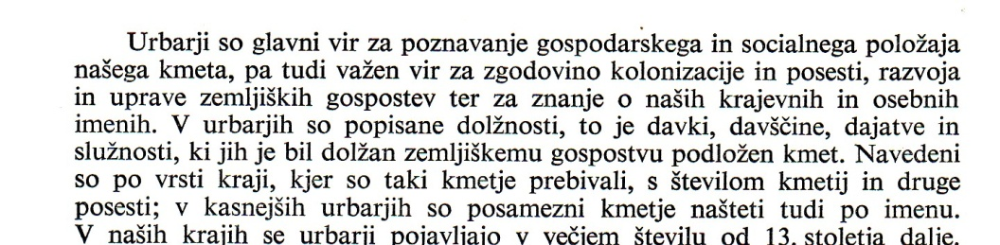 Urbarji so glavni vir za poznavanje gospodarskega in socialnega položaja
našega kmeta, pa tudi važen vir za zgodovino kolonizacije in posesti, razvoja
in uprave zemljiških gospostev ter za znanje o naših krajevnih in osebnih
imenih. V urbarjih so popisane dolžnosti, to je davki, davščine, dajatve in
služnosti, ki jih je bil dolžan zemljiškemu gospostvu podložen kmet. Navedeni
so po vrsti kraji, kjer so taki kmetje prebivali, s številom kmetij in druge
posesti; v kasnejših urbarjih so posamezni kmetje našteti tudi po imenu.
V naših krajih se urbarji pojavljajo v večjem številu od 13. stoletja dalje.